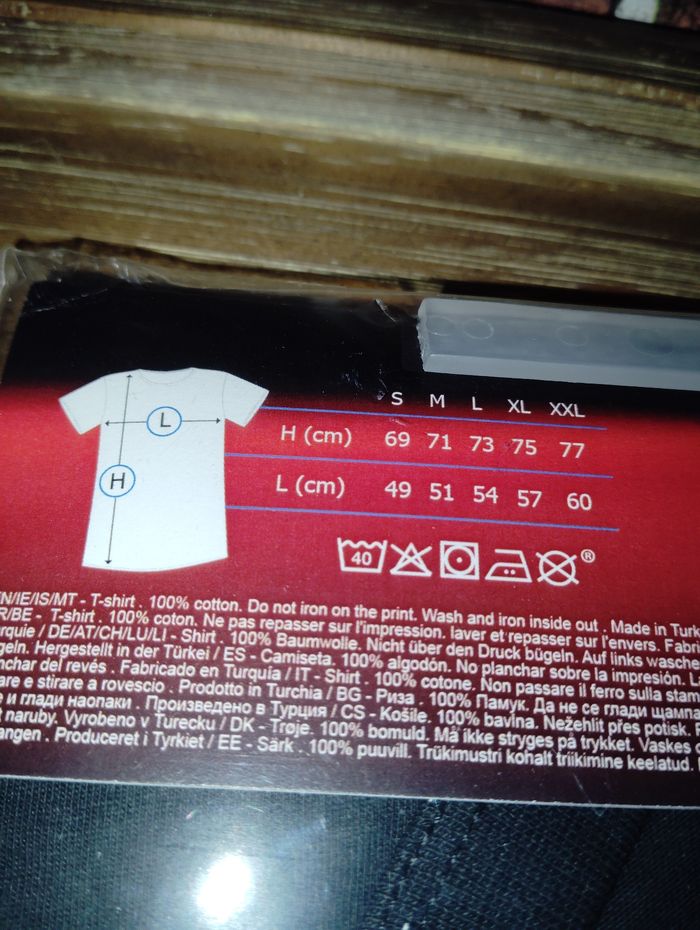 S M L XL XXL
L
H (cm) 69 71 73 75 77
H
L (cm) 49 51 54 57 60
40 ®
EN/IE/IS/MT - T-shirt . 100% cotton. Do not iron on the print. Wash and iron inside out . Made in Turk
FR/BE - T-shirt . 100% coton. Ne pas repasser sur l'impression. laver et repasser sur l'envers. Fabri
rquie / DE/AT/CH/LU/LI - Shirt . 100% Baumwolle. Nicht über den Druck bügeln. Auf links wasche
geln. Hergestellt in der Türkei / ES - Camiseta. 100% algodón. No planchar sobre la impresión. La
nchar del revés . Fabricado en Turquía / IT - Shirt . 100% cotone. Non passare il ferro sulla stam
are e stirare a rovescio . Prodotto in Turchia / BG - Риза . 100% Памук. Да не се глади щамп
е и глади наопаки . Произведено в Турция / CS - Košile. 100% bavlna. Nežehlit přes potisk. P
t naruby. Vyrobeno v Turecku / DK - Trøje. 100% bomuld. Má ikke stryges på trykket. Vaskes o
angen . Produceret i Tyrkiet / EE - Särk . 100% puuvill. Trükimustri kohalt triikimine keelatud.